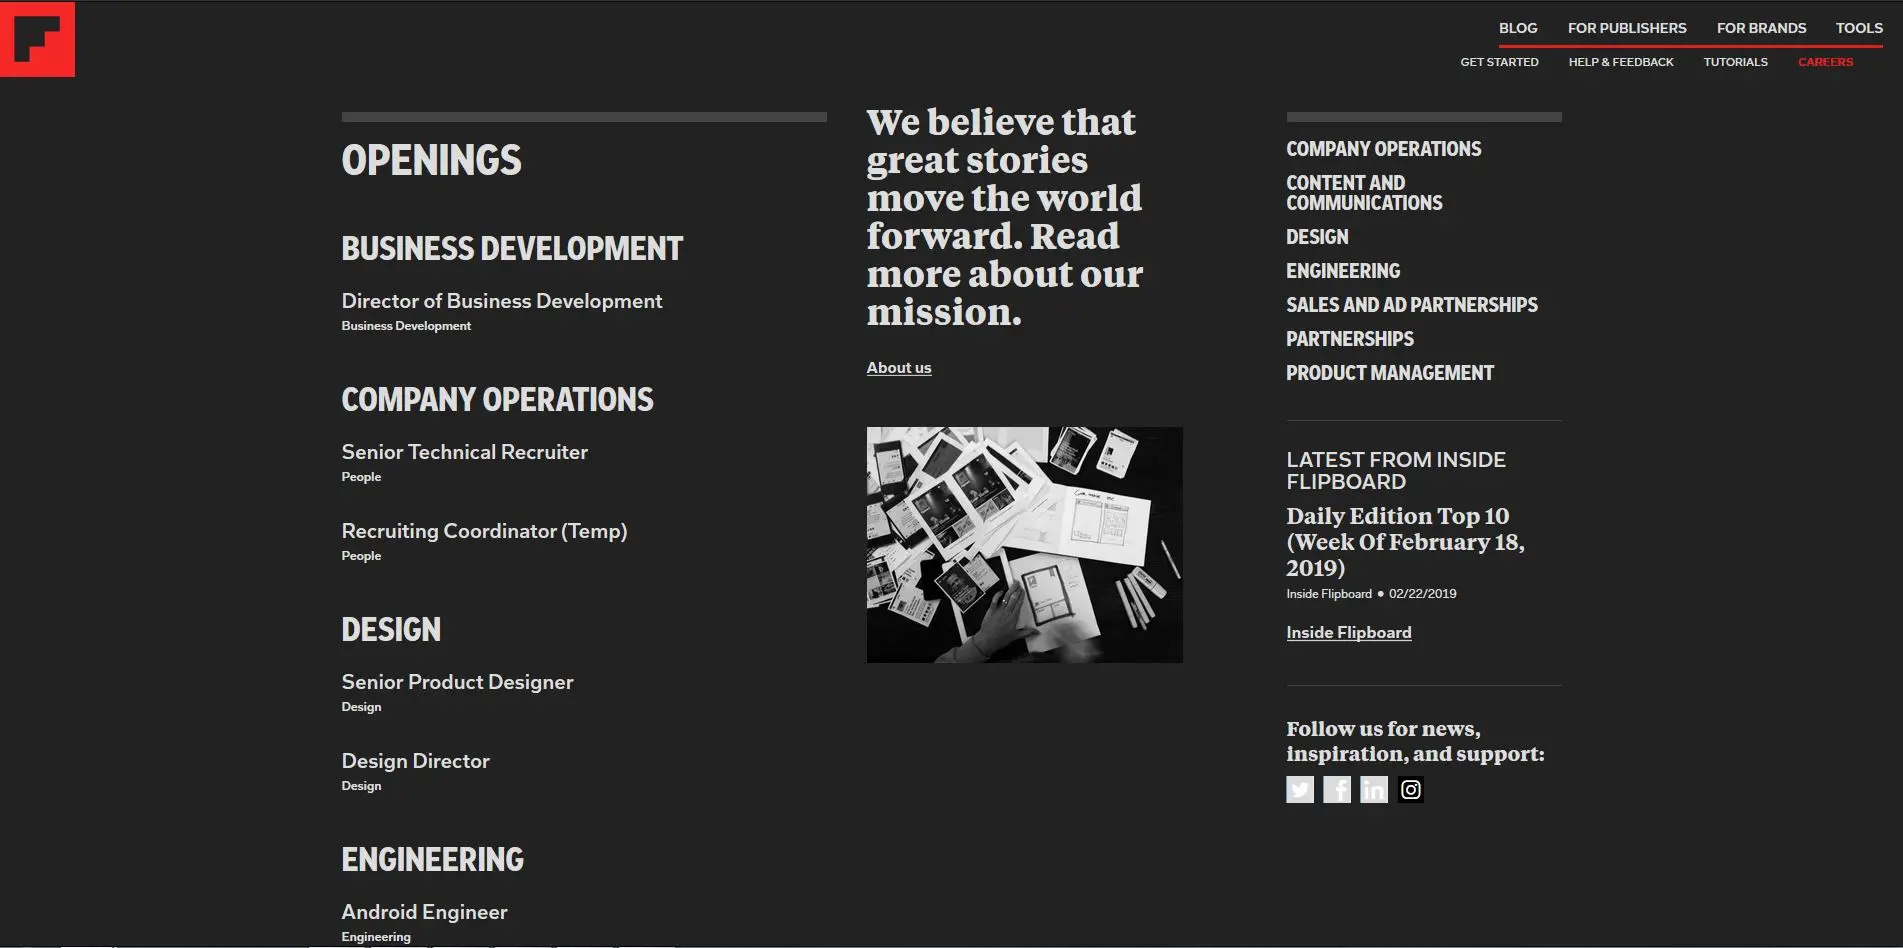 BLOG FOR PUBLISHERS FOR BRANDS TOOLS
GET STARTED HELP & FEEDBACK TUTORIALS CAREERS
OPENINGS
BUSINESS DEVELOPMENT
Director of Business Development
Business Development
COMPANY OPERATIONS
Senior Technical Recruiter
People
Recruiting Coordinator (Temp)
People
DESIGN
Senior Product Designer
Design
Design Director
Design
ENGINEERING
Android Engineer
Engineering
We believe that
great stories
move the world
forward. Read
more about our
mission.
About us
COMPANY OPERATIONS
CONTENT AND
COMMUNICATIONS
DESIGN
ENGINEERING
SALES AND AD PARTNERSHIPS
PARTNERSHIPS
PRODUCT MANAGEMENT
LATEST FROM INSIDE
FLIPBOARD
Daily Edition Top 10
(Week Of February 18,
2019)
Inside Flipboard • 02/22/2019
Inside Flipboard
Follow us for news,
inspiration, and support: